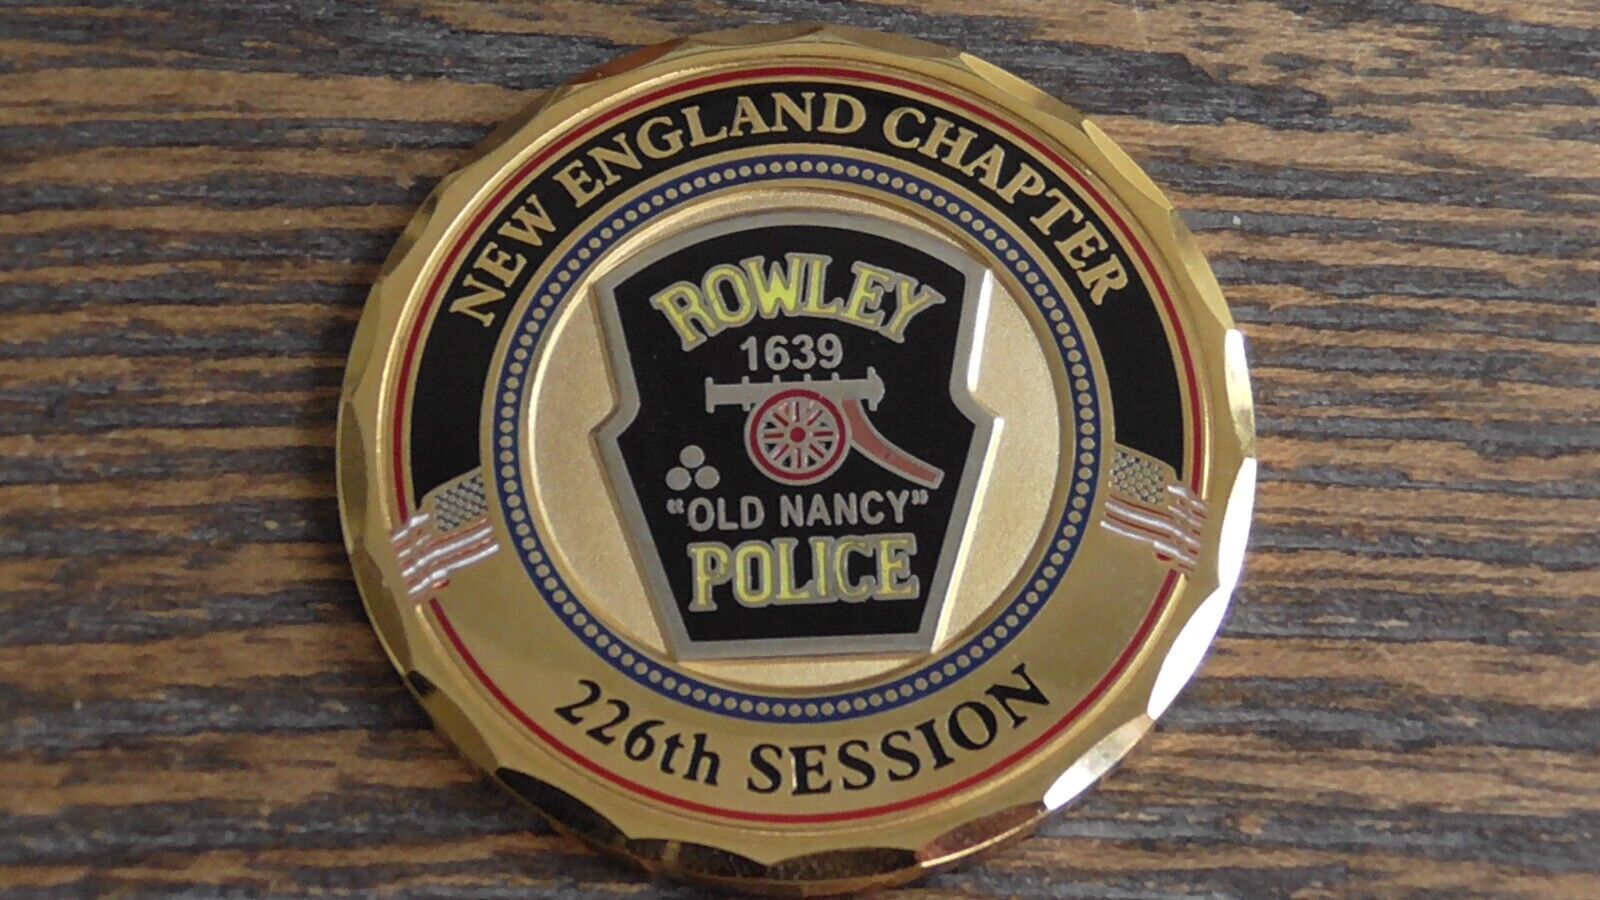 NEW ENGLAND CHAPTER
ROWLEY
1639
"OLD NANCY"
POLICE
226th SESSION